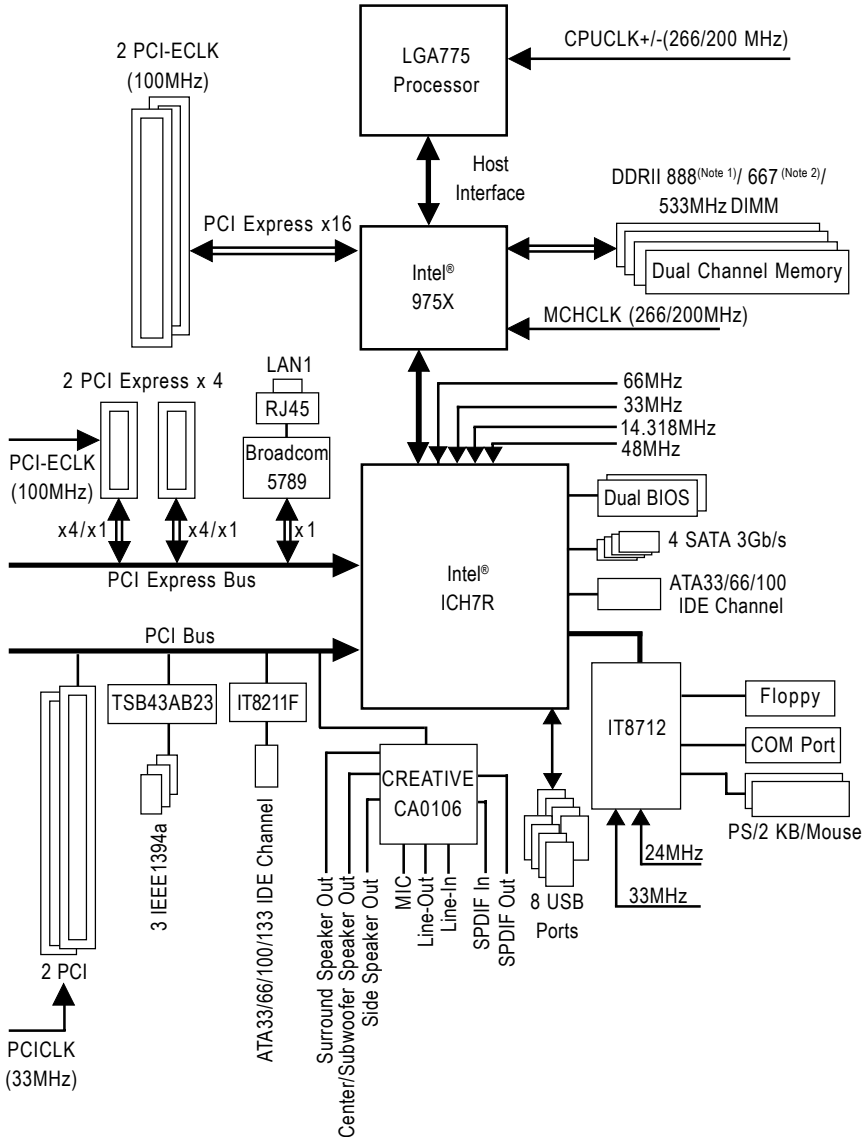 2 PCI-ECLK
(100MHz)
LGA775
Processor
CPUCLK+/-(266/200 MHz)
Host
Interface
DDRII 888(Note 1)/ 667 (Note 2)/
533MHz DIMM
Dual Channel Memory
PCI Express x16
Intel®
975X
MCHCLK (266/200MHz)
2 PCI Express x 4
LAN1
RJ45
Broadcom
5789
66MHz
33MHz
14.318MHz
48MHz
PCI-ECLK
(100MHz)
x4/x1
x4/x1
x1
PCI Express Bus
Intel®
ICH7R
Dual BIOS
4 SATA 3Gb/s
ATA33/66/100
IDE Channel
PCI Bus
TSB43AB23
IT8211F
IT8712
Floppy
COM Port
PS/2 KB/Mouse
24MHz
33MHz
CREATIVE
CA0106
3 IEEE1394a
ATA33/66/100/133 IDE Channel
Surround Speaker Out
Center/Subwoofer Speaker Out
Side Speaker Out
MIC
Line-Out
Line-In
SPDIF In
SPDIF Out
8 USB
Ports
2 PCI
PCICLK
(33MHz)